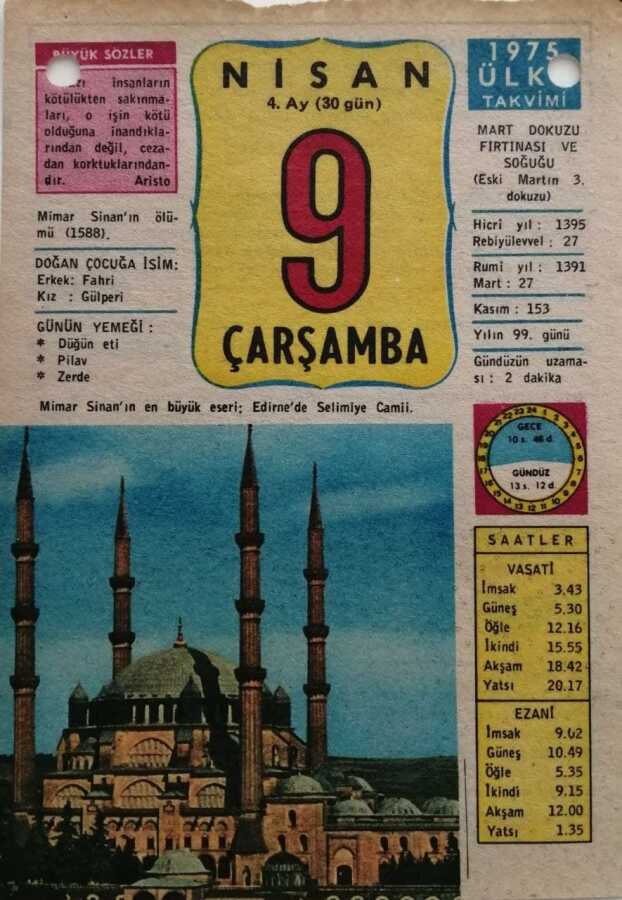 BÜYÜK SÖZLER
insanların
kötülükten sakınma-
ları, o işin kötü
olduğuna inandıkla-
rından değil, ceza-
dan korktuklarından-
dır. Aristo
Mimar Sinan'ın ölü-
mü (1588).
DOĞAN ÇOCUĞA İSİM:
Erkek: Fahri
Kız : Gülperi
GÜNÜN YEMEĞİ :
* Düğün eti
* Pilav
* Zerde
NİSAN
4. Ay (30 gün)
9
ÇARŞAMBA
1975
ÜLK
TAKVİMİ
MART DOKUZU
FIRTINASI VE
SOĞUĞU
(Eski Martın 3.
dokuzu)
Hicrî yıl : 1395
Rebiyülevvel : 27
Rumi yıl : 1391
Mart : 27
Kasım : 153
Yılın 99. günü
Gündüzün uzama-
sı : 2 dakika
Mimar Sinan'ın en büyük eseri; Edirne'de Selimiye Camii.
GECE
10 s. 48 d.
GÜNDÜZ
13 s. 12 d.
SAATLER
VASATİ
İmsak 3.43
Güneş 5.30
Öğle 12.16
İkindi 15.55
Akşam 18.42
Yatsı 20.17
EZANİ
İmsak 9.02
Güneş 10.49
Öğle 5.35
İkindi 9.15
Akşam 12.00
Yatsı 1.35